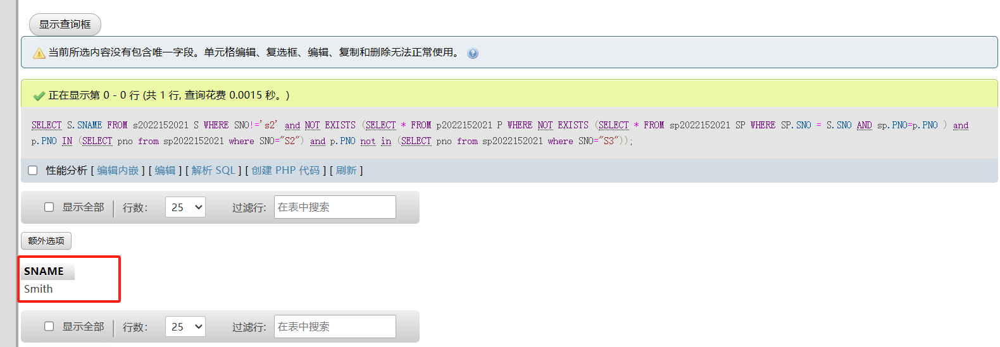 显示查询框
当前所选内容没有包含唯一字段。单元格编辑、复选框、编辑、复制和删除无法正常使用。
正在显示第 0 - 0 行 (共 1 行, 查询花费 0.0015 秒。)
SELECT S.SNAME FROM s2022152021 S WHERE SNO!='s2' and NOT EXISTS (SELECT * FROM p2022152021 P WHERE NOT EXISTS (SELECT * FROM sp2022152021 SP WHERE SP.SNO = S.SNO AND sp.PNO=p.PNO ) and
p.PNO IN (SELECT pno from sp2022152021 where SNO="S2") and p.PNO not in (SELECT pno from sp2022152021 where SNO="S3"));
性能分析 [ 编辑内嵌 ] [ 编辑 ] [ 解析 SQL ] [ 创建 PHP 代码 ] [ 刷新 ]
显示全部 行数： 25 过滤行: 在表中搜索
额外选项
SNAME
Smith
显示全部 行数： 25 过滤行: 在表中搜索